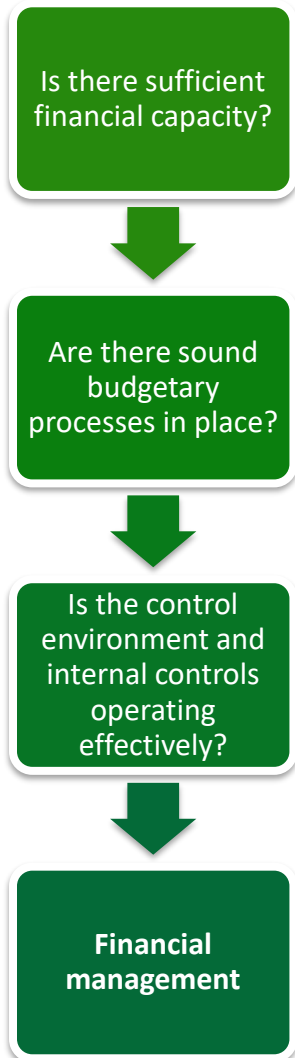 Is there sufficient
financial capacity?
Are there sound
budgetary
processes in place?
Is the control
environment and
internal controls
operating
effectively?
Financial
management